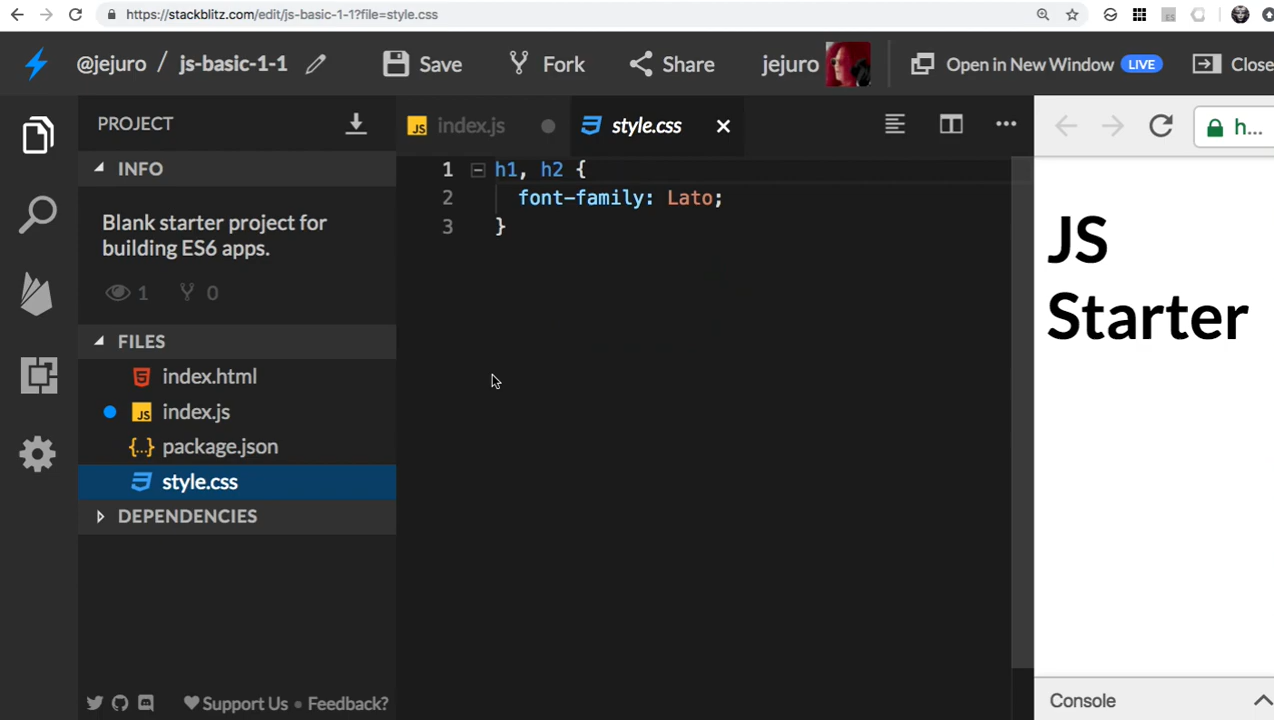 https://stackblitz.com/edit/js-basic-1-1?file=style.css
@jejuro / js-basic-1-1
Save
Fork
Share
jejuro
Open in New Window
LIVE
Close
PROJECT
INFO
Blank starter project for
building ES6 apps.
1
0
FILES
index.html
JS index.js
{...} package.json
style.css
DEPENDENCIES
Support Us • Feedback?
JS index.js
style.css
h...
1 h1, h2 {
2 font-family: Lato;
3 }
JS
Starter
Console